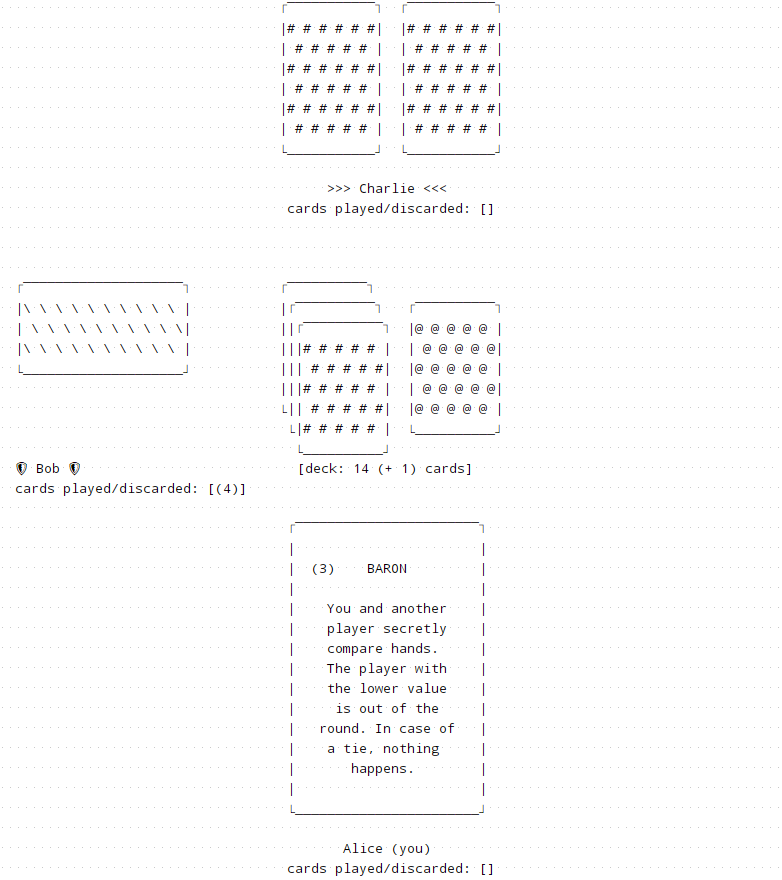 # # # # # # # # # # # #
# # # # # # # # # #
# # # # # # # # # # # #
# # # # # # # # # #
# # # # # # # # # # # #
# # # # # # # # # #
>>> Charlie <<<
cards played/discarded: []
\ \ \ \ \ \ \ \ \ \
\ \ \ \ \ \ \ \ \ \
\ \ \ \ \ \ \ \ \ \
@ @ @ @ @
# # # # # @ @ @ @ @
# # # # # @ @ @ @ @
# # # # # @ @ @ @ @
# # # # # @ @ @ @ @
# # # # #
🛡 Bob 🛡
cards played/discarded: [(4)]
[deck: 14 (+ 1) cards]
(3) BARON
You and another
player secretly
compare hands.
The player with
the lower value
is out of the
round. In case of
a tie, nothing
happens.
Alice (you)
cards played/discarded: []